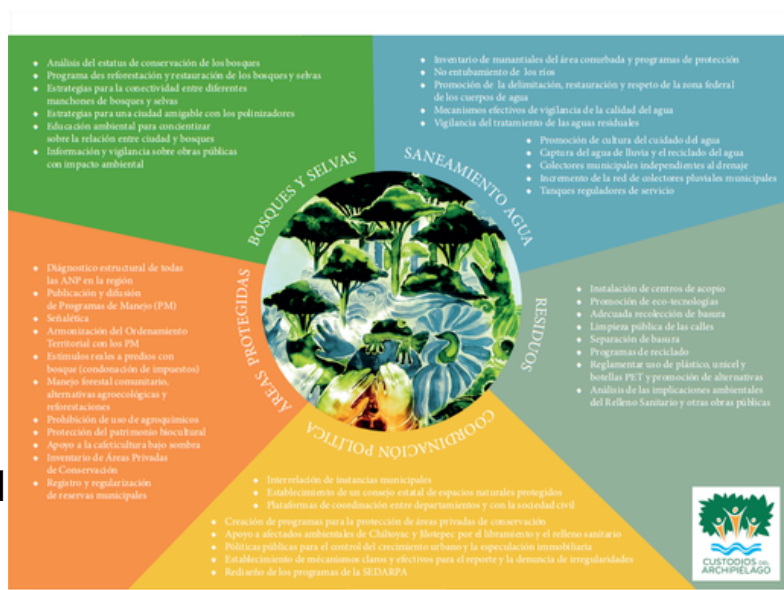 Análisis del estatus de conservación de los bosques
Programa des reforestación y restauración de los bosques y selvas
Estrategias para la conectividad entre diferentes
manchones de bosques y selvas
Estrategias para una ciudad amigable con los polinizadores
Educación ambiental para concientizar
sobre la relación entre ciudad y bosques
Información y vigilancia sobre obras públicas
con impacto ambiental
BOSQUES Y SELVAS
Inventario de manantiales del área conurbada y programas de protección
No entubamiento de los ríos
Promoción de la delimitación, restauración y respeto de la zona federal
de los cuerpos de agua
Mecanismos efectivos de vigilancia de la calidad del agua
Vigilancia del tratamiento de las aguas residuales
Promoción de cultura del cuidado del agua
Captura del agua de lluvia y el reciclado del agua
Colectores municipales independientes al drenaje
Incremento de la red de colectores pluviales municipales
Tanques reguladores de servicio
SANEAMIENTO AGUA
Diágnostico estructural de todas
las ANP en la región
Publicación y difusión
de Programas de Manejo (PM)
Señalética
Armonización del Ordenamiento
Territorial con los PM
Estímulos reales a predios con
bosque (condonación de impuestos)
Manejo forestal comunitario,
alternativas agroecológicas y
reforestaciones
Prohibición de uso de agroquímicos
Protección del patrimonio biocultural
Apoyo a la cafeticultura bajo sombra
Inventario de Áreas Privadas
de Conservación
Registro y regularización
de reservas municipales
ÁREAS PROTEGIDAS
RESIDUOS
Instalación de centros de acopio
Promoción de eco-tecnologías
Adecuada recolección de basura
Limpieza pública de las calles
Separación de basura
Programas de reciclado
Reglamentar uso de plástico, unicel y
botellas PET y promoción de alternativas
Análisis de las implicaciones ambientales
del Relleno Sanitario y otras obras públicas
COORDINACIÓN POLÍTICA
Interrelación de instancias municipales
Establecimiento de un consejo estatal de espacios naturales protegidos
Plataformas de coordinación entre departamentos y con la sociedad civil
Creación de programas para la protección de áreas privadas de conservación
Apoyo a afectados ambientales de Chiltoyac y Jilotepec por el libramiento y el relleno sanitario
Políticas públicas para el control del crecimiento urbano y la especulación inmobiliaria
Establecimiento de mécanismos claros y efectivos para el reporte y la denuncia de irregularidades
Rediseño de los programas de la SEDARPA
CUSTODIOS DEL
ARCHIPIÉLAGO